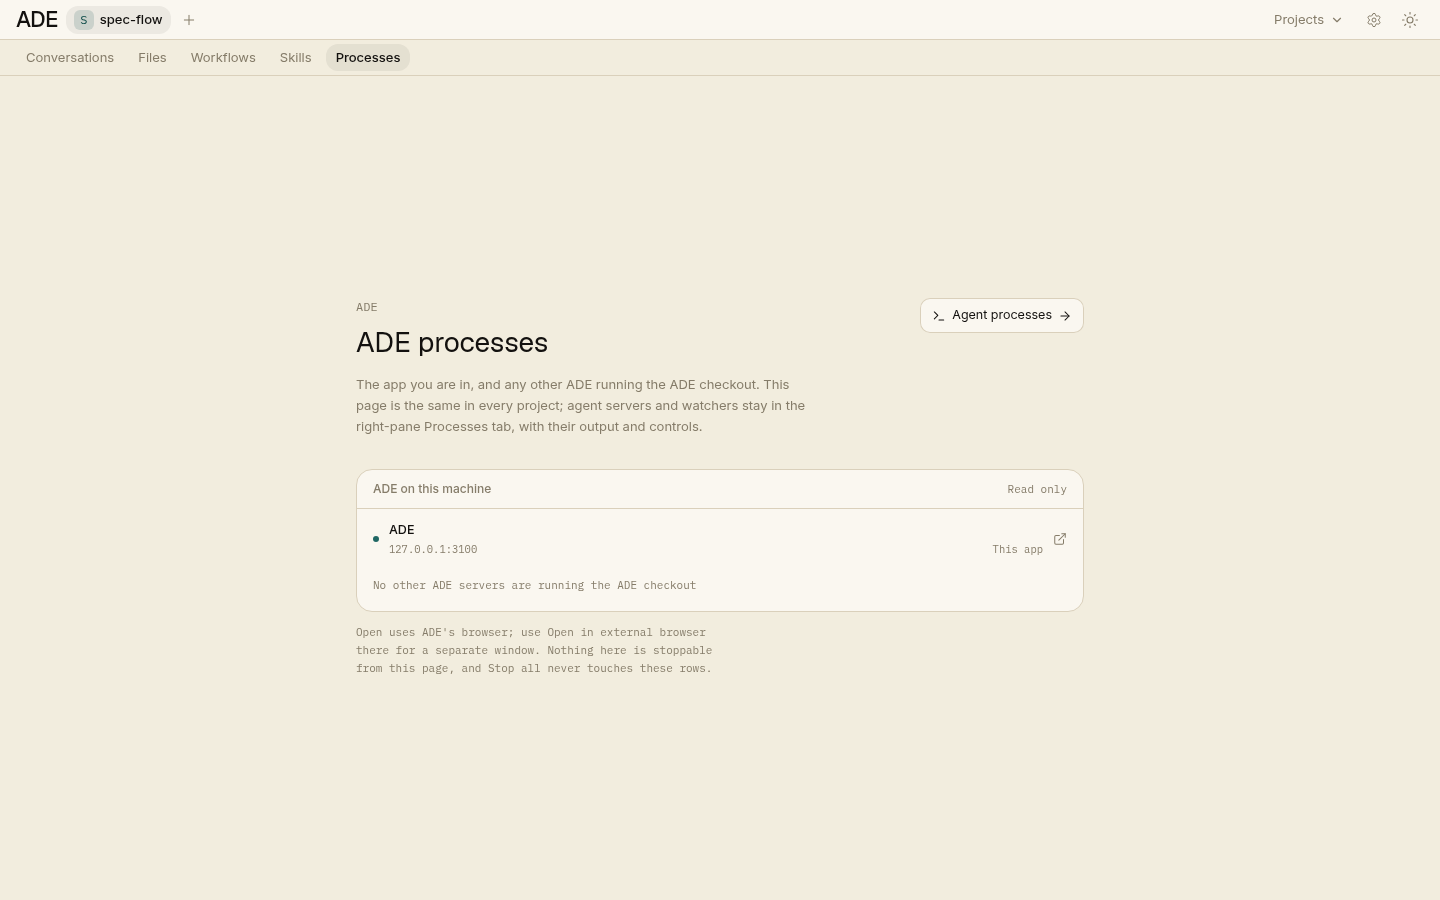 ADE
S spec-flow
Projects
Conversations Files Workflows Skills Processes
ADE
Agent processes
ADE processes
The app you are in, and any other ADE running the ADE checkout. This
page is the same in every project; agent servers and watchers stay in the
right-pane Processes tab, with their output and controls.
ADE on this machine
Read only
ADE
127.0.0.1:3100
This app
No other ADE servers are running the ADE checkout
Open uses ADE's browser; use Open in external browser
there for a separate window. Nothing here is stoppable
from this page, and Stop all never touches these rows.